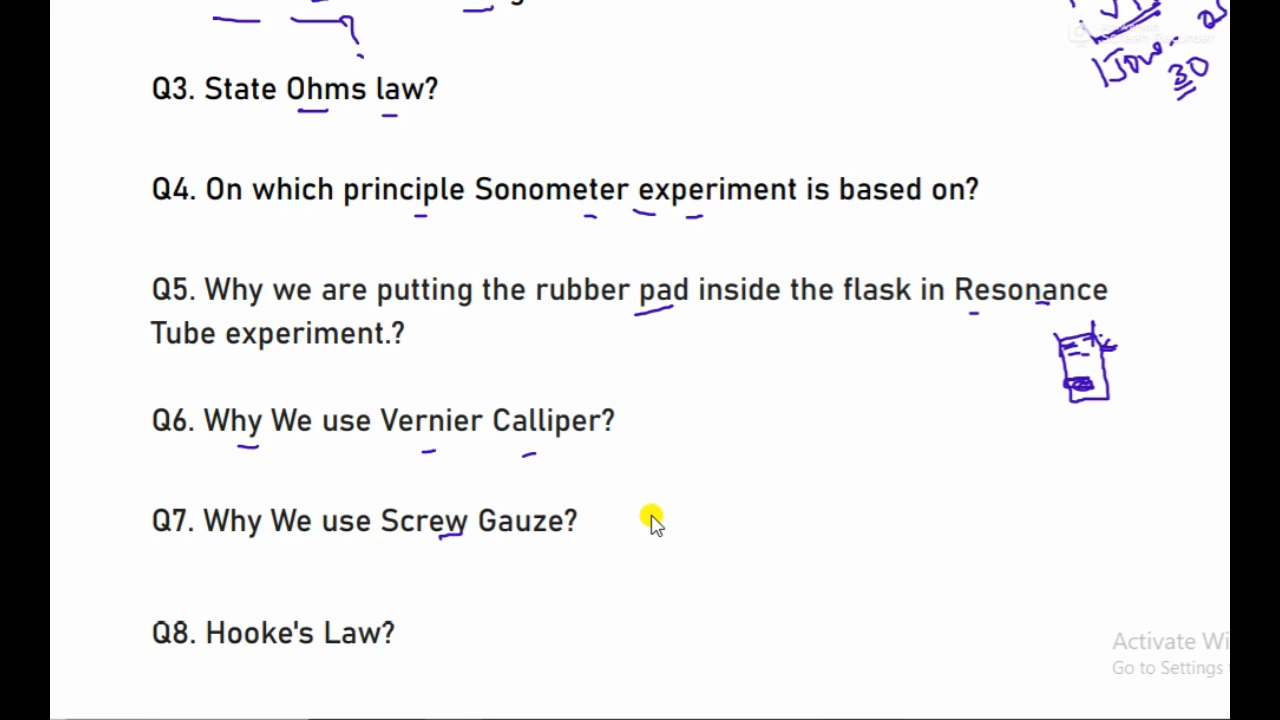 Q3. State Ohms law?
30
Q4. On which principle Sonometer experiment is based on?
Q5. Why we are putting the rubber pad inside the flask in Resonance
Tube experiment.?
Q6. Why We use Vernier Calliper?
Q7. Why We use Screw Gauze?
Q8. Hooke's Law?
Activate Wi
Go to Settings